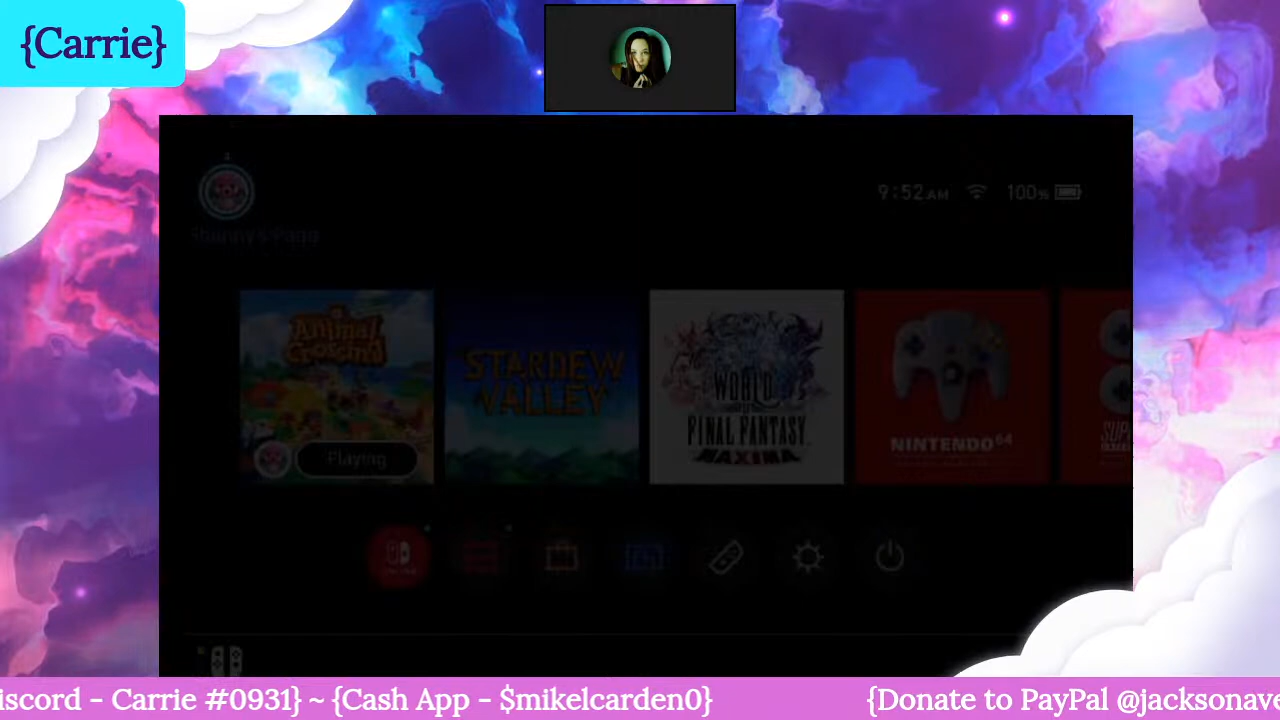 {Carrie}
9:52 AM 100%
Animal Crossing
Playing
STARDEW VALLEY
WORLD of FINAL FANTASY MAXIMA
NINTENDO 64
{Donate to PayPal @jacksonave
iscord - Carrie #0931} ~ {Cash App - $mikelcarden0}